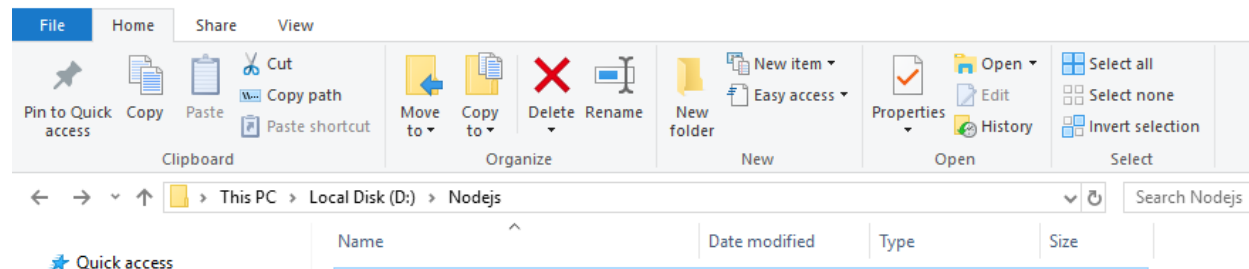 File Home Share View
Pin to Quick access
Copy
Paste
Cut
W... Copy path
Paste shortcut
Clipboard
Move to
Copy to
Delete
Rename
Organize
New folder
New item
Easy access
New
Properties
Open
Edit
History
Open
Select all
Select none
Invert selection
Select
This PC > Local Disk (D:) > Nodejs
Search Nodejs
Name Date modified Type Size
Quick access